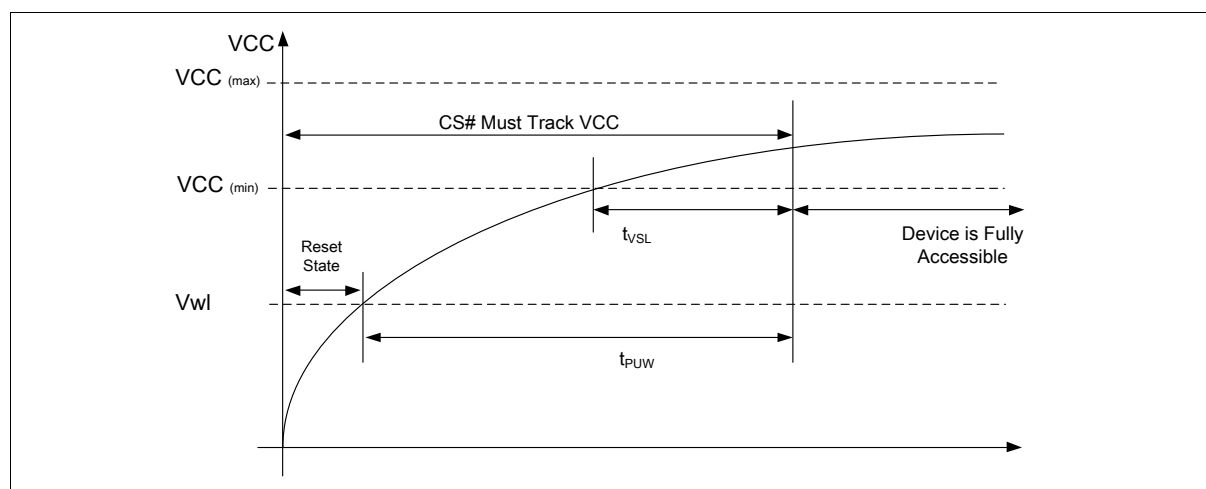 VCC
VCC (max)
CS# Must Track VCC
VCC (min)
tVSL
Device is Fully
Accessible
Reset
State
Vwl
tPUW